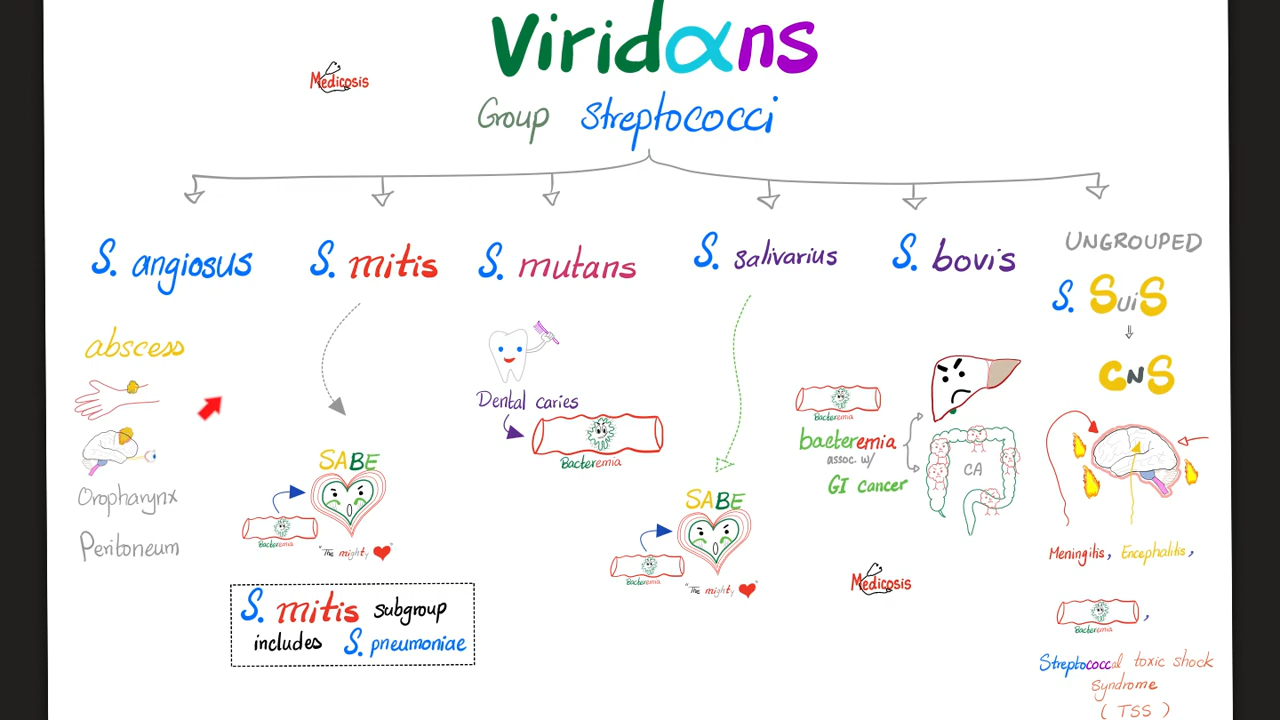 Viridαns
Medicosis
Group Streptococci
S. angiosus
S. mitis
S. mutans
S. salivarius
S. bovis
UNGROUPED
S. SuiS
CNS
abscess
Oropharynx
Peritoneum
SABE
Bacteremia
"The mighty
S. mitis subgroup
includes S. pneumoniae
Dental caries
Bacteremia
SABE
Bacteremia
"The mighty
"
Bacteremia
bacteremia
assoc. w/
GI cancer
CA
Medicosis
Meningitis, Encephalitis,
Bacteremia ,
Streptococcal toxic shock
syndrome
( TSS )